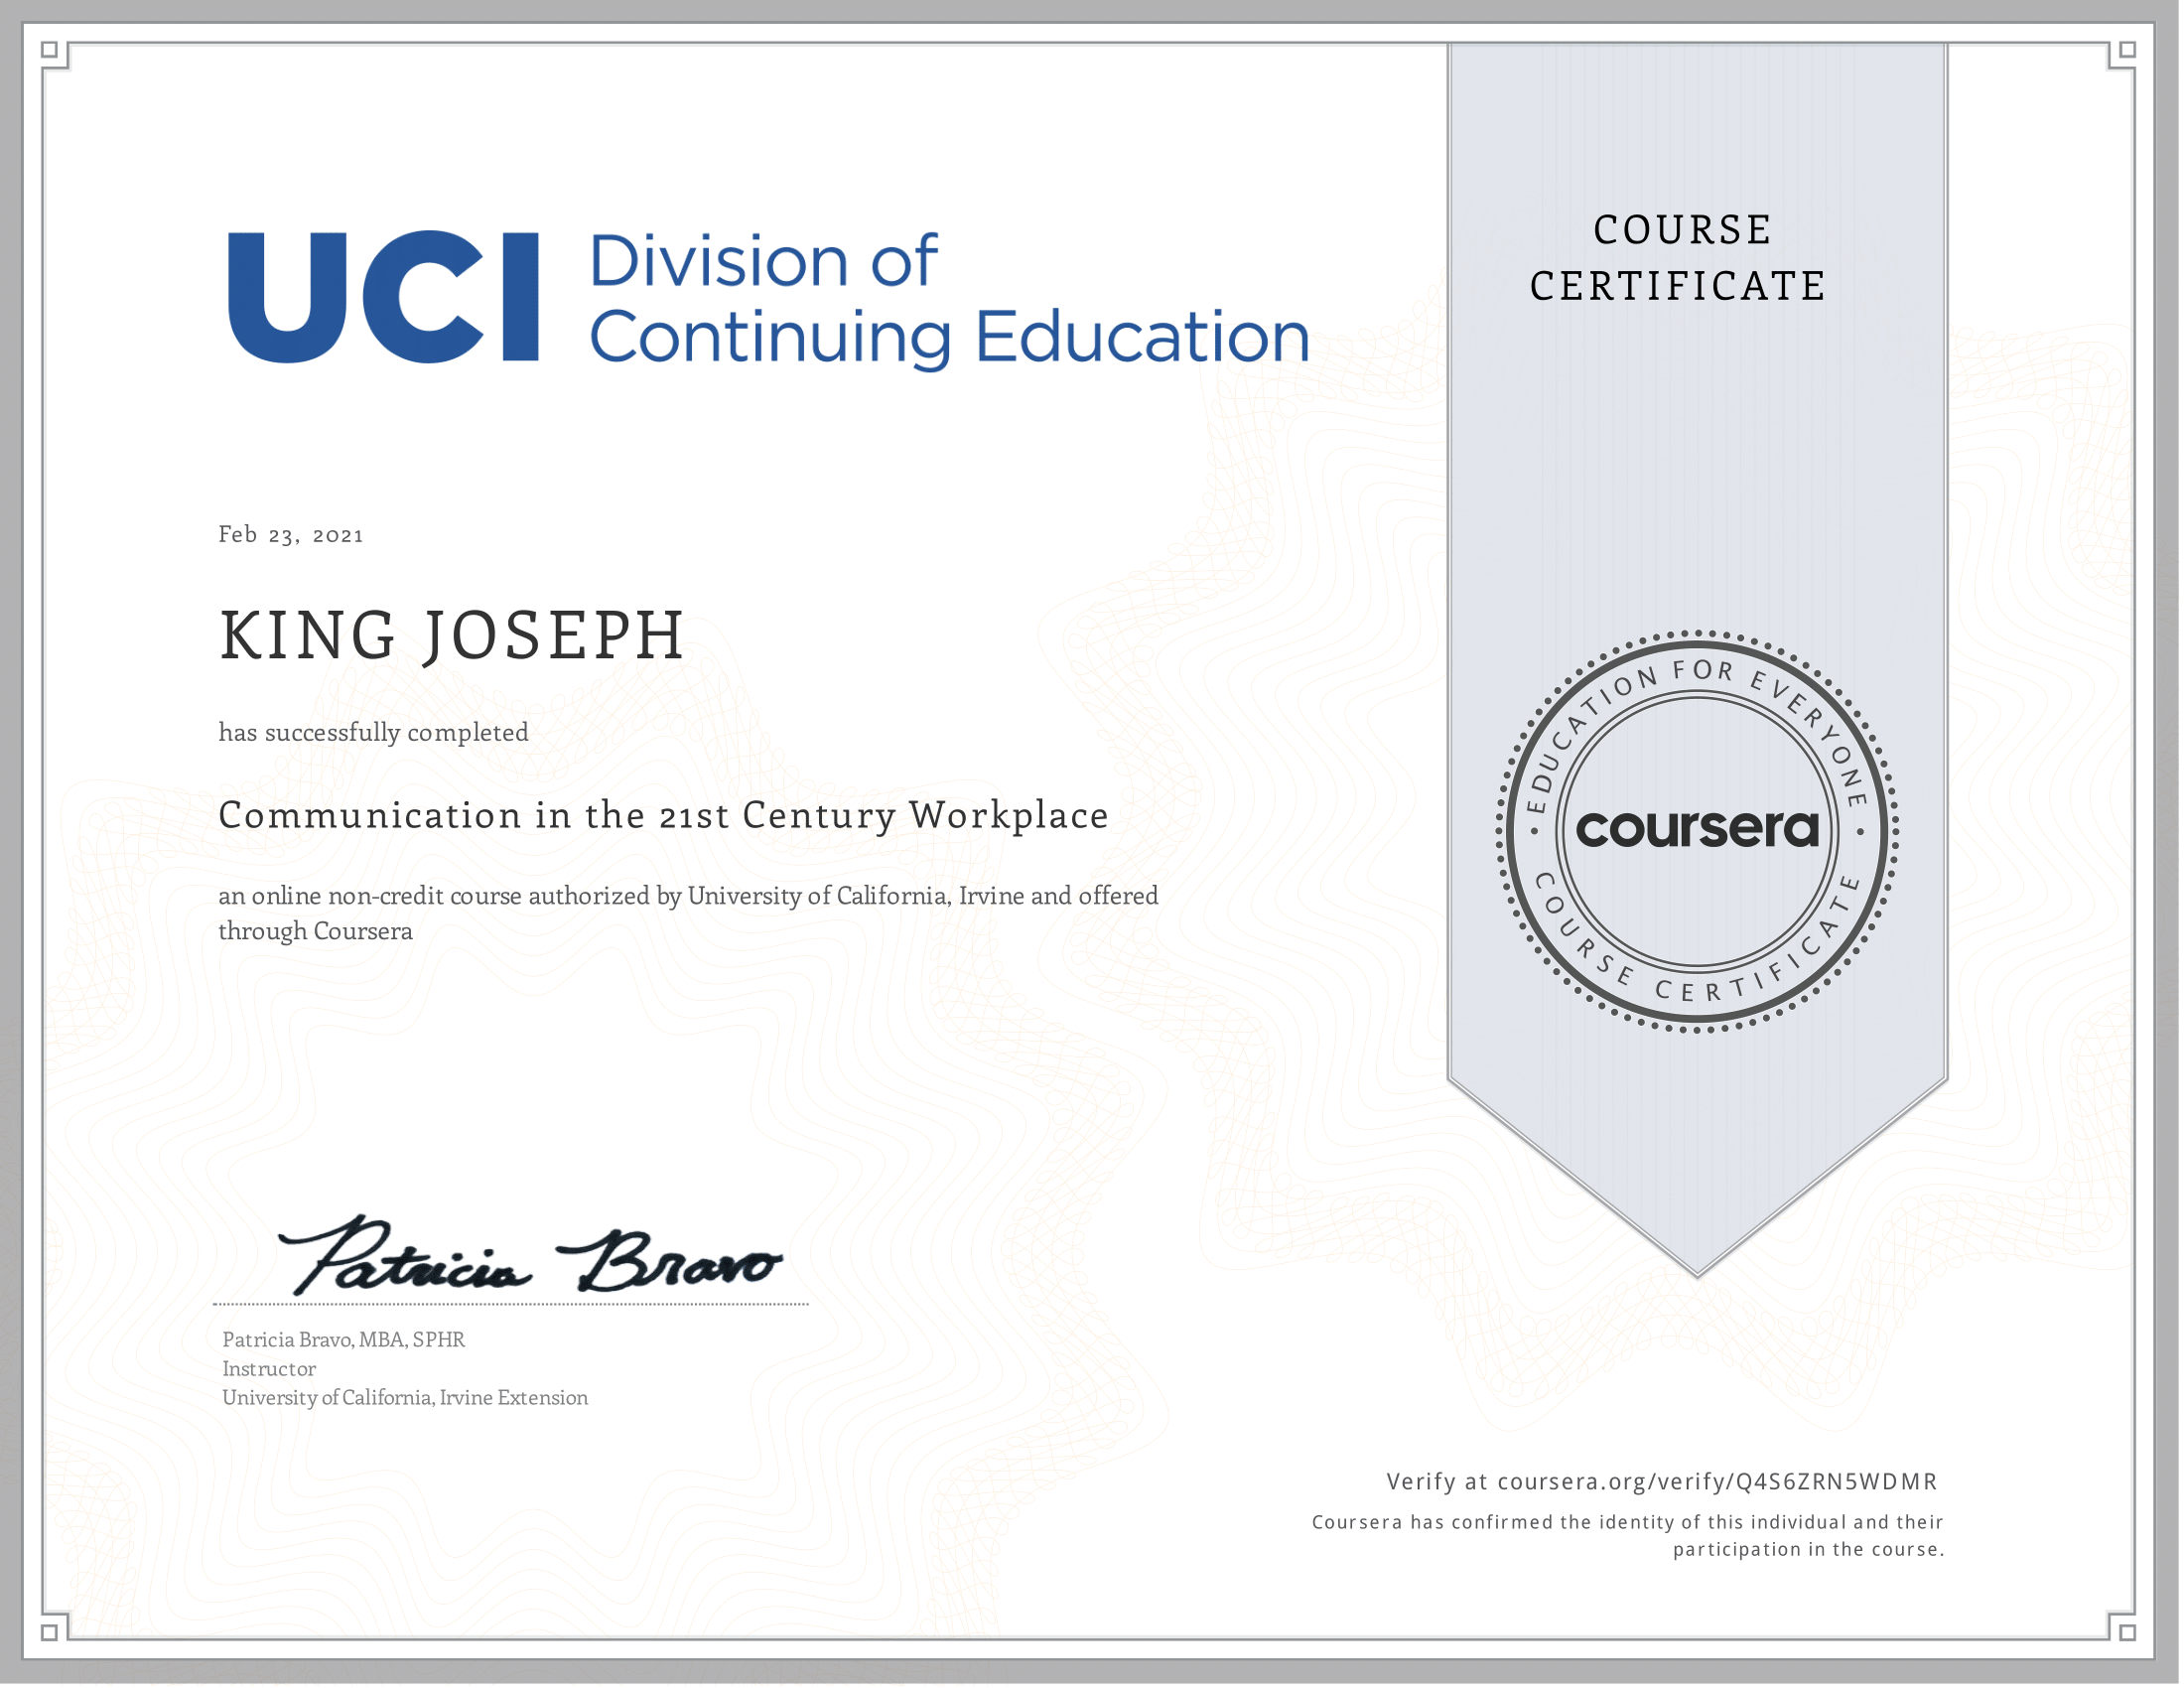 UCI Division of
Continuing Education
COURSE
CERTIFICATE
Feb 23, 2021
KING JOSEPH
has successfully completed
Communication in the 21st Century Workplace
an online non-credit course authorized by University of California, Irvine and offered
through Coursera
EDUCATION FOR EVERYONE
coursera
COURSE CERTIFICATE
Patricia Bravo
Patricia Bravo, MBA, SPHR
Instructor
University of California, Irvine Extension
Verify at coursera.org/verify/Q4S6ZRN5WDMR
Coursera has confirmed the identity of this individual and their
participation in the course.